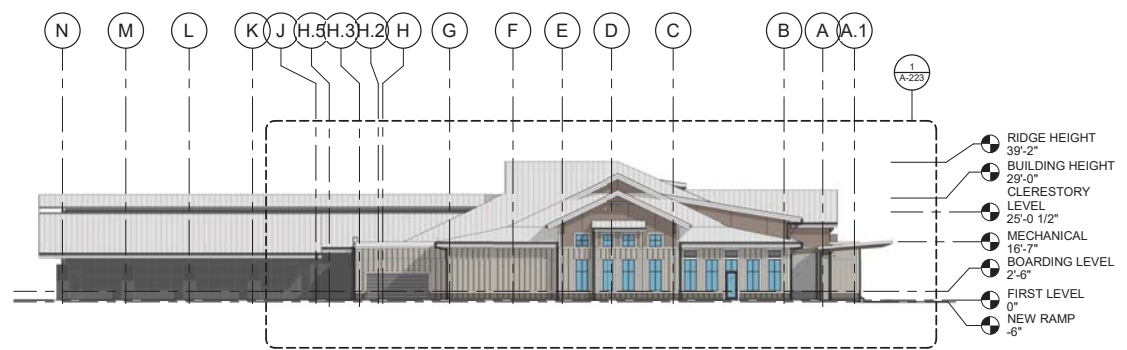 N M L K J H.5 H.3 H.2 H G F E D C B A A.1
1
A-223
RIDGE HEIGHT
39'-2"
BUILDING HEIGHT
29'-0"
CLERESTORY
LEVEL
25'-0 1/2"
MECHANICAL
16'-7"
BOARDING LEVEL
2'-6"
FIRST LEVEL
0"
NEW RAMP
-6"